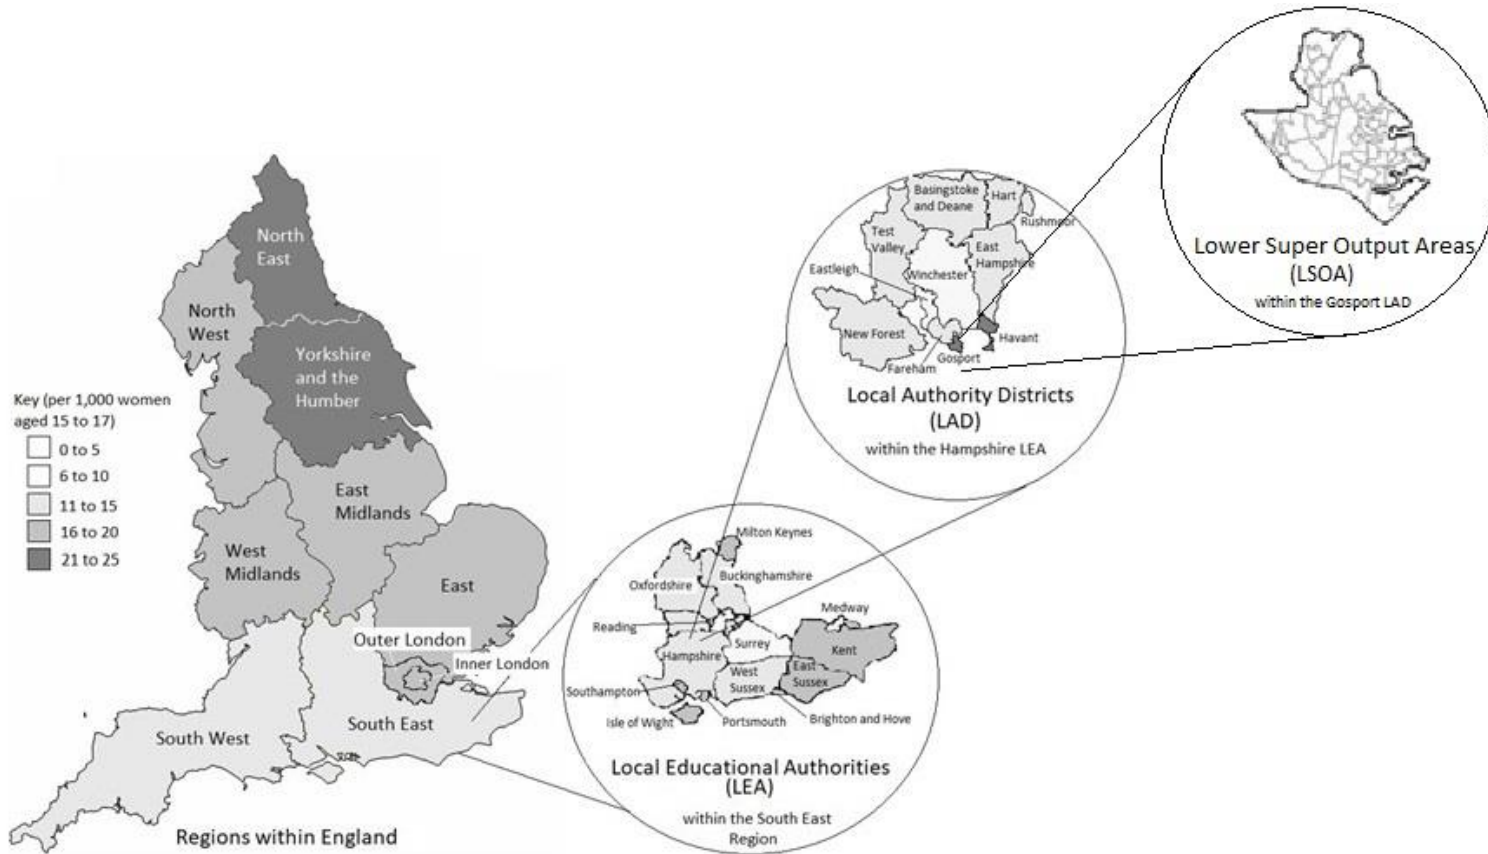 North
East
North
West
Yorkshire
and the
Humber
Key (per 1,000 women
aged 15 to 17)
0 to 5
6 to 10
11 to 15
16 to 20
21 to 25
East
Midlands
West
Midlands
East
Outer London
Inner London
South East
South West
Regions within England
Milton Keynes
Oxfordshire
Buckinghamshire
Medway
Reading
Surrey
Kent
Hampshire
West
Sussex
East
Sussex
Southampton
Isle of Wight
Portsmouth
Brighton and Hove
Local Educational Authorities
(LEA)
within the South East
Region
Basingstoke
and Deane
Hart
Rushmoor
Test
Valley
East
Hampshire
Eastleigh
Winchester
New Forest
Havant
Gosport
Fareham
Local Authority Districts
(LAD)
within the Hampshire LEA
Lower Super Output Areas
(LSOA)
within the Gosport LAD